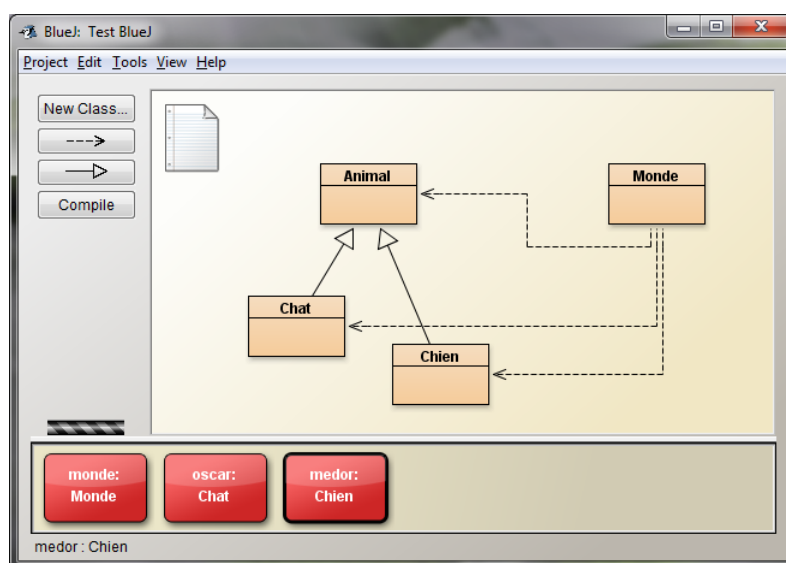 BlueJ: Test BlueJ
Project Edit Tools View Help
New Class...
Compile
Animal
Monde
Chat
Chien
monde:
Monde
oscar:
Chat
medor:
Chien
medor : Chien